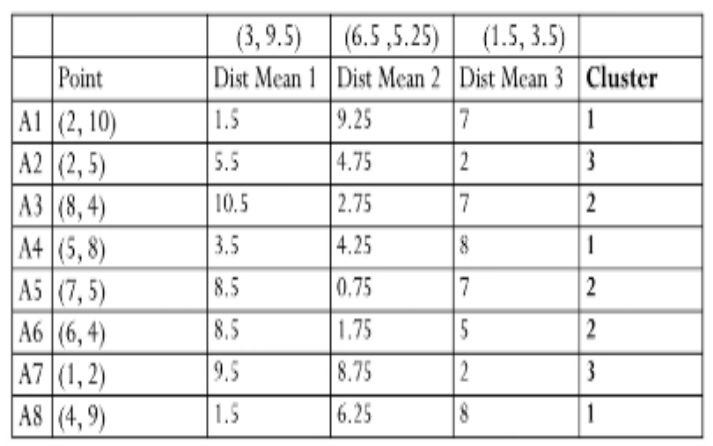 (3, 9.5) (6.5 ,5.25) (1.5, 3.5)
Point Dist Mean 1 Dist Mean 2 Dist Mean 3 Cluster
A1 (2, 10) 1.5 9.25 7 1
A2 (2, 5) 5.5 4.75 2 3
A3 (8, 4) 10.5 2.75 7 2
A4 (5, 8) 3.5 4.25 8 1
A5 (7, 5) 8.5 0.75 7 2
A6 (6, 4) 8.5 1.75 5 2
A7 (1, 2) 9.5 8.75 2 3
A8 (4, 9) 1.5 6.25 8 1